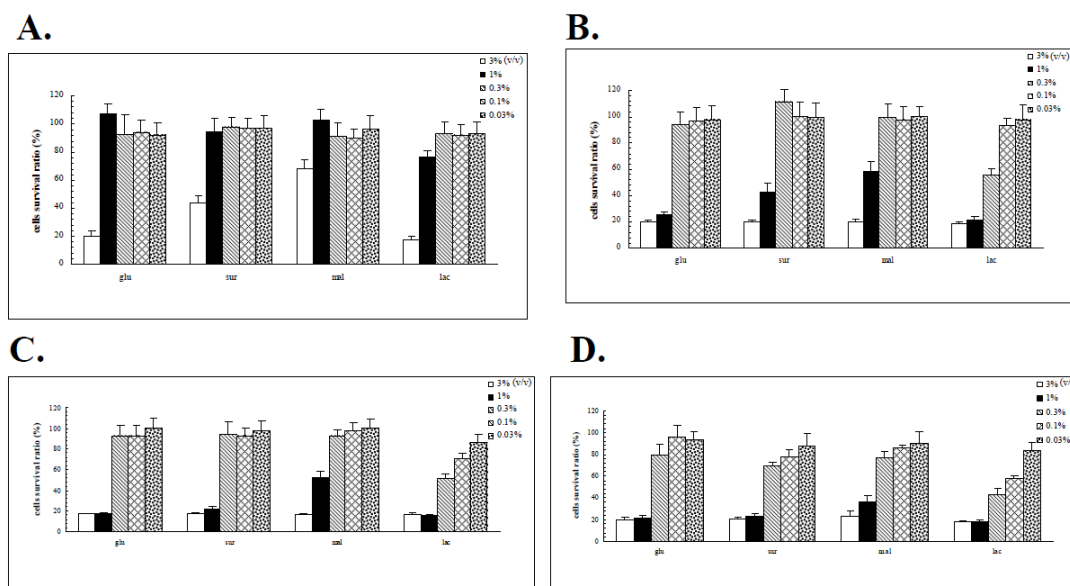 A.
3% (v/v)
1%
0.3%
0.1%
0.03%
cells survival ratio (%)
120
100
80
60
40
20
0
glu
sur
mal
lac
B.
3% (v/v)
1%
0.3%
0.1%
0.03%
cells survival ratio (%)
120
100
80
60
40
20
0
glu
sur
mal
lac
C.
3% (v/v)
1%
0.3%
0.1%
0.03%
cells survival ratio (%)
120
100
80
60
40
20
0
glu
sur
mal
lac
D.
3% (v/v)
1%
0.3%
0.1%
0.03%
cells survival ratio (%)
120
100
80
60
40
20
0
glu
sur
mal
lac